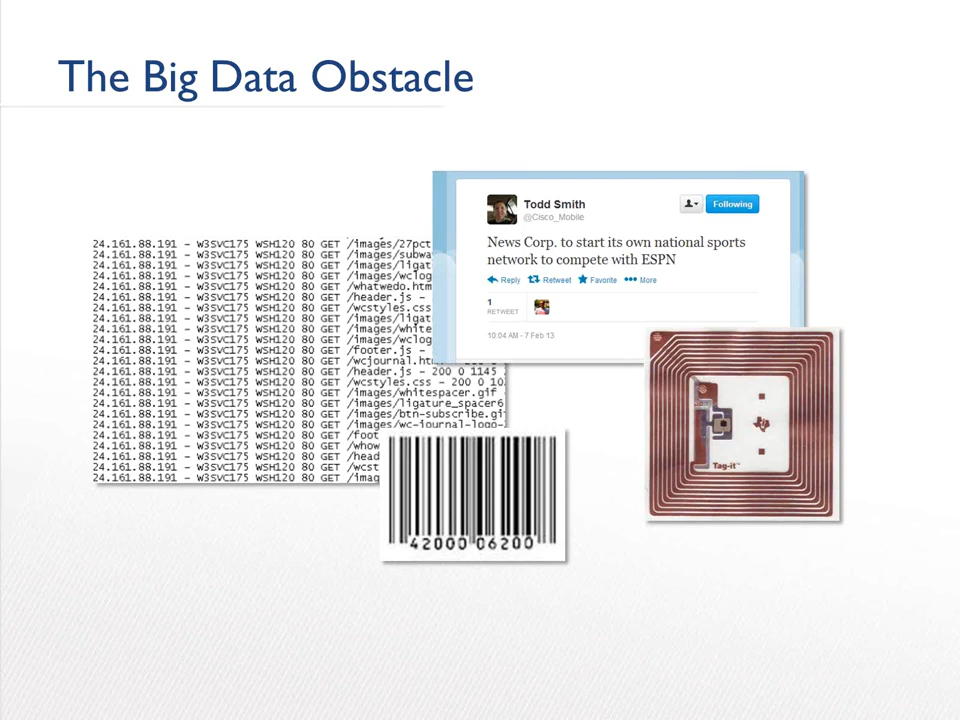 The Big Data Obstacle
Todd Smith
@Cisco_Mobile
Following
News Corp. to start its own national sports
network to compete with ESPN
Reply Retweet Favorite More
1
RETWEET
10:04 AM - 7 Feb 13
24.161.88.191 - W3SVC175 WSH120 80 GET /images/27pct
24.161.88.191 - W3SVC175 WSH120 80 GET /images/subwa
24.161.88.191 - W3SVC175 WSH120 80 GET /images/ligat
24.161.88.191 - W3SVC175 WSH120 80 GET /images/wclog
24.161.88.191 - W3SVC175 WSH120 80 GET /whatwedo.htm
24.161.88.191 - W3SVC175 WSH120 80 GET /header.js -
24.161.88.191 - W3SVC175 WSH120 80 GET /wcstyles.css
24.161.88.191 - W3SVC175 WSH120 80 GET /images/ligat
24.161.88.191 - W3SVC175 WSH120 80 GET /images/white
24.161.88.191 - W3SVC175 WSH120 80 GET /images/wclog
24.161.88.191 - W3SVC175 WSH120 80 GET /footer.js -
24.161.88.191 - W3SVC175 WSH120 80 GET /wcjournal.htm
24.161.88.191 - W3SVC175 WSH120 80 GET /header.js - 200 0 1145
24.161.88.191 - W3SVC175 WSH120 80 GET /wcstyles.css - 200 0 10
24.161.88.191 - W3SVC175 WSH120 80 GET /images/whitespacer.gif
24.161.88.191 - W3SVC175 WSH120 80 GET /images/ligature_spacer6
24.161.88.191 - W3SVC175 WSH120 80 GET /images/btn-subscribe.gi
24.161.88.191 - W3SVC175 WSH120 80 GET /images/wc-journal-logo-
24.161.88.191 - W3SVC175 WSH120 80 GET /foot
24.161.88.191 - W3SVC175 WSH120 80 GET /whow
24.161.88.191 - W3SVC175 WSH120 80 GET /head
24.161.88.191 - W3SVC175 WSH120 80 GET /wcst
24.161.88.191 - W3SVC175 WSH120 80 GET /imag
Tag-it™
42000 06200